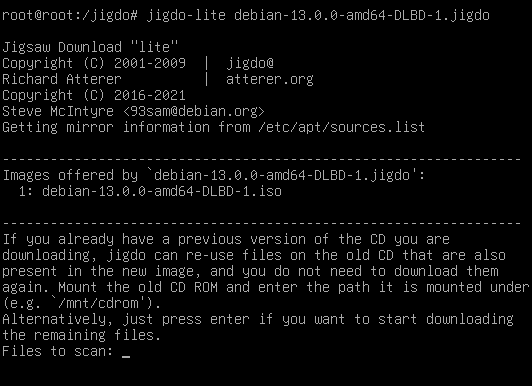 root@root:/jigdo# jigdo-lite debian-13.0.0-amd64-DLBD-1.jigdo
Jigsaw Download "lite"
Copyright (C) 2001-2009  |  jigdo@
Richard Atterer          |  atterer.org
Copyright (C) 2016-2021
Steve McIntyre <93sam@debian.org>
Getting mirror information from /etc/apt/sources.list
-----------------------------------------------------------------
Images offered by `debian-13.0.0-amd64-DLBD-1.jigdo':
  1: debian-13.0.0-amd64-DLBD-1.iso
-----------------------------------------------------------------
If you already have a previous version of the CD you are
downloading, jigdo can re-use files on the old CD that are also
present in the new image, and you do not need to download them
again. Mount the old CD ROM and enter the path it is mounted under
(e.g. `/mnt/cdrom').
Alternatively, just press enter if you want to start downloading
the remaining files.
Files to scan: _